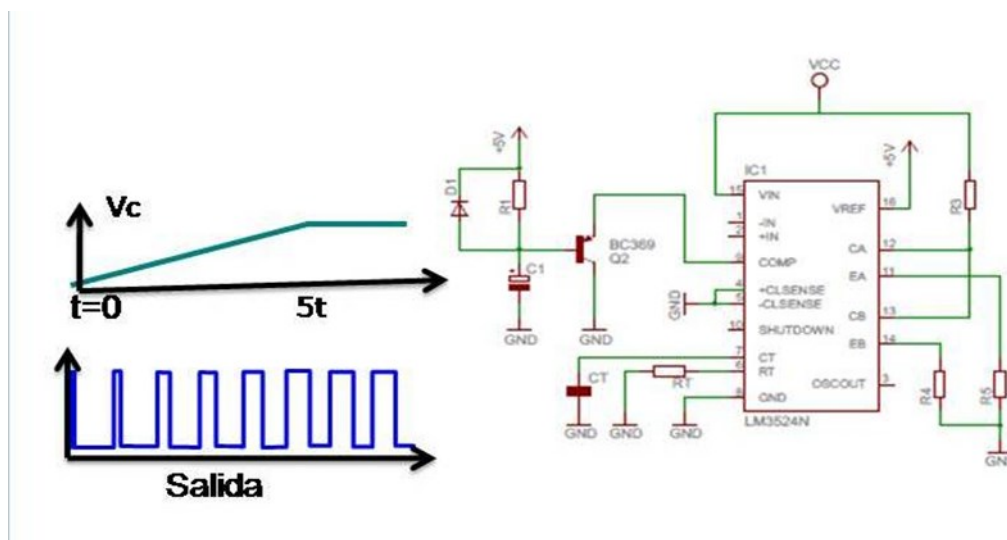 Vc
t=0
5t
Salida
VCC
+5V
D1
R1
C1
GND
BC369
Q2
GND
IC1
15
VIN
1
-IN
2
+IN
9
COMP
4
+CLSENSE
5
-CLSENSE
GND
10
SHUTDOWN
7
CT
6
RT
8
GND
LM3524N
VREF
16
+5V
CA
12
EA
11
CB
13
EB
14
OSCOUT
3
R3
R4
R5
GND
CT
GND
RT
GND
GND